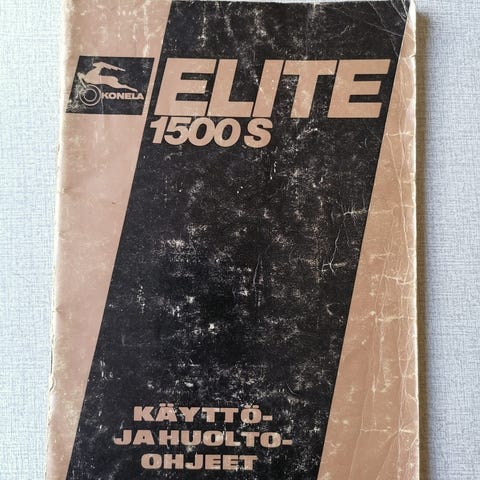 KONELA
ELITE
1500 S
KÄYTTÖ-
JA HUOLTO-
OHJEET